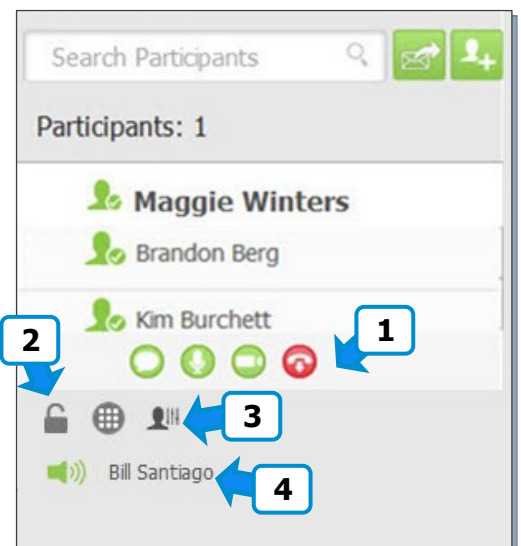 Search Participants
Participants: 1
Maggie Winters
Brandon Berg
Kim Burchett
1
2
3
Bill Santiago
4